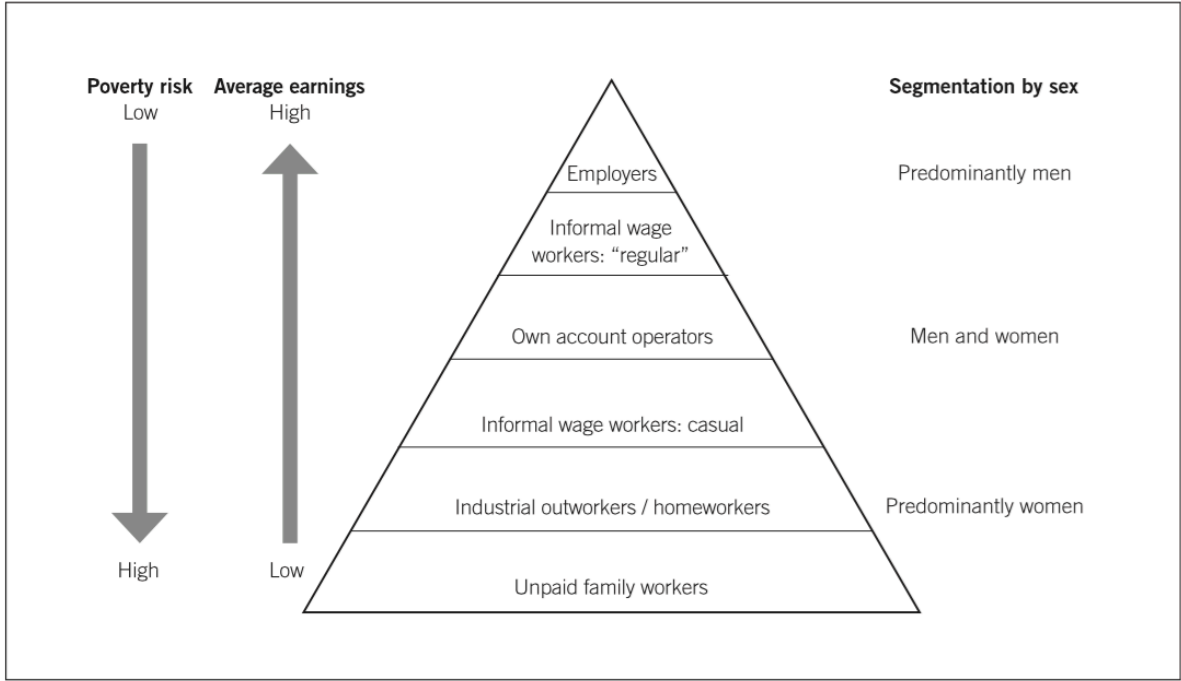 Poverty risk Average earnings Segmentation by sex
Low High
Employers Predominantly men
Informal wage
workers: “regular”
Own account operators Men and women
Informal wage workers: casual
Industrial outworkers / homeworkers Predominantly women
High Low
Unpaid family workers